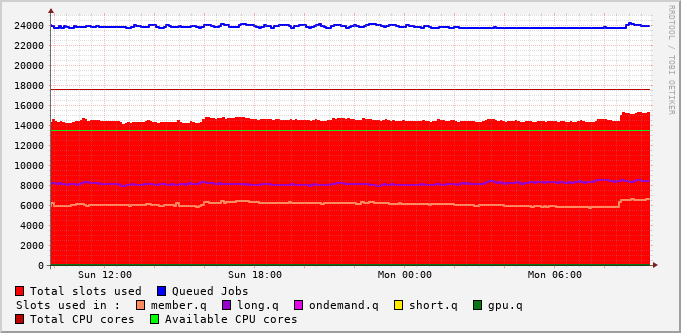 RRDTOOL / TOBI OETIKER
24000
22000
20000
18000
16000
14000
12000
10000
8000
6000
4000
2000
0
Sun 12:00 Sun 18:00 Mon 00:00 Mon 06:00
Total slots used Queued Jobs
Slots used in : member.q long.q ondemand.q short.q gpu.q
Total CPU cores Available CPU cores